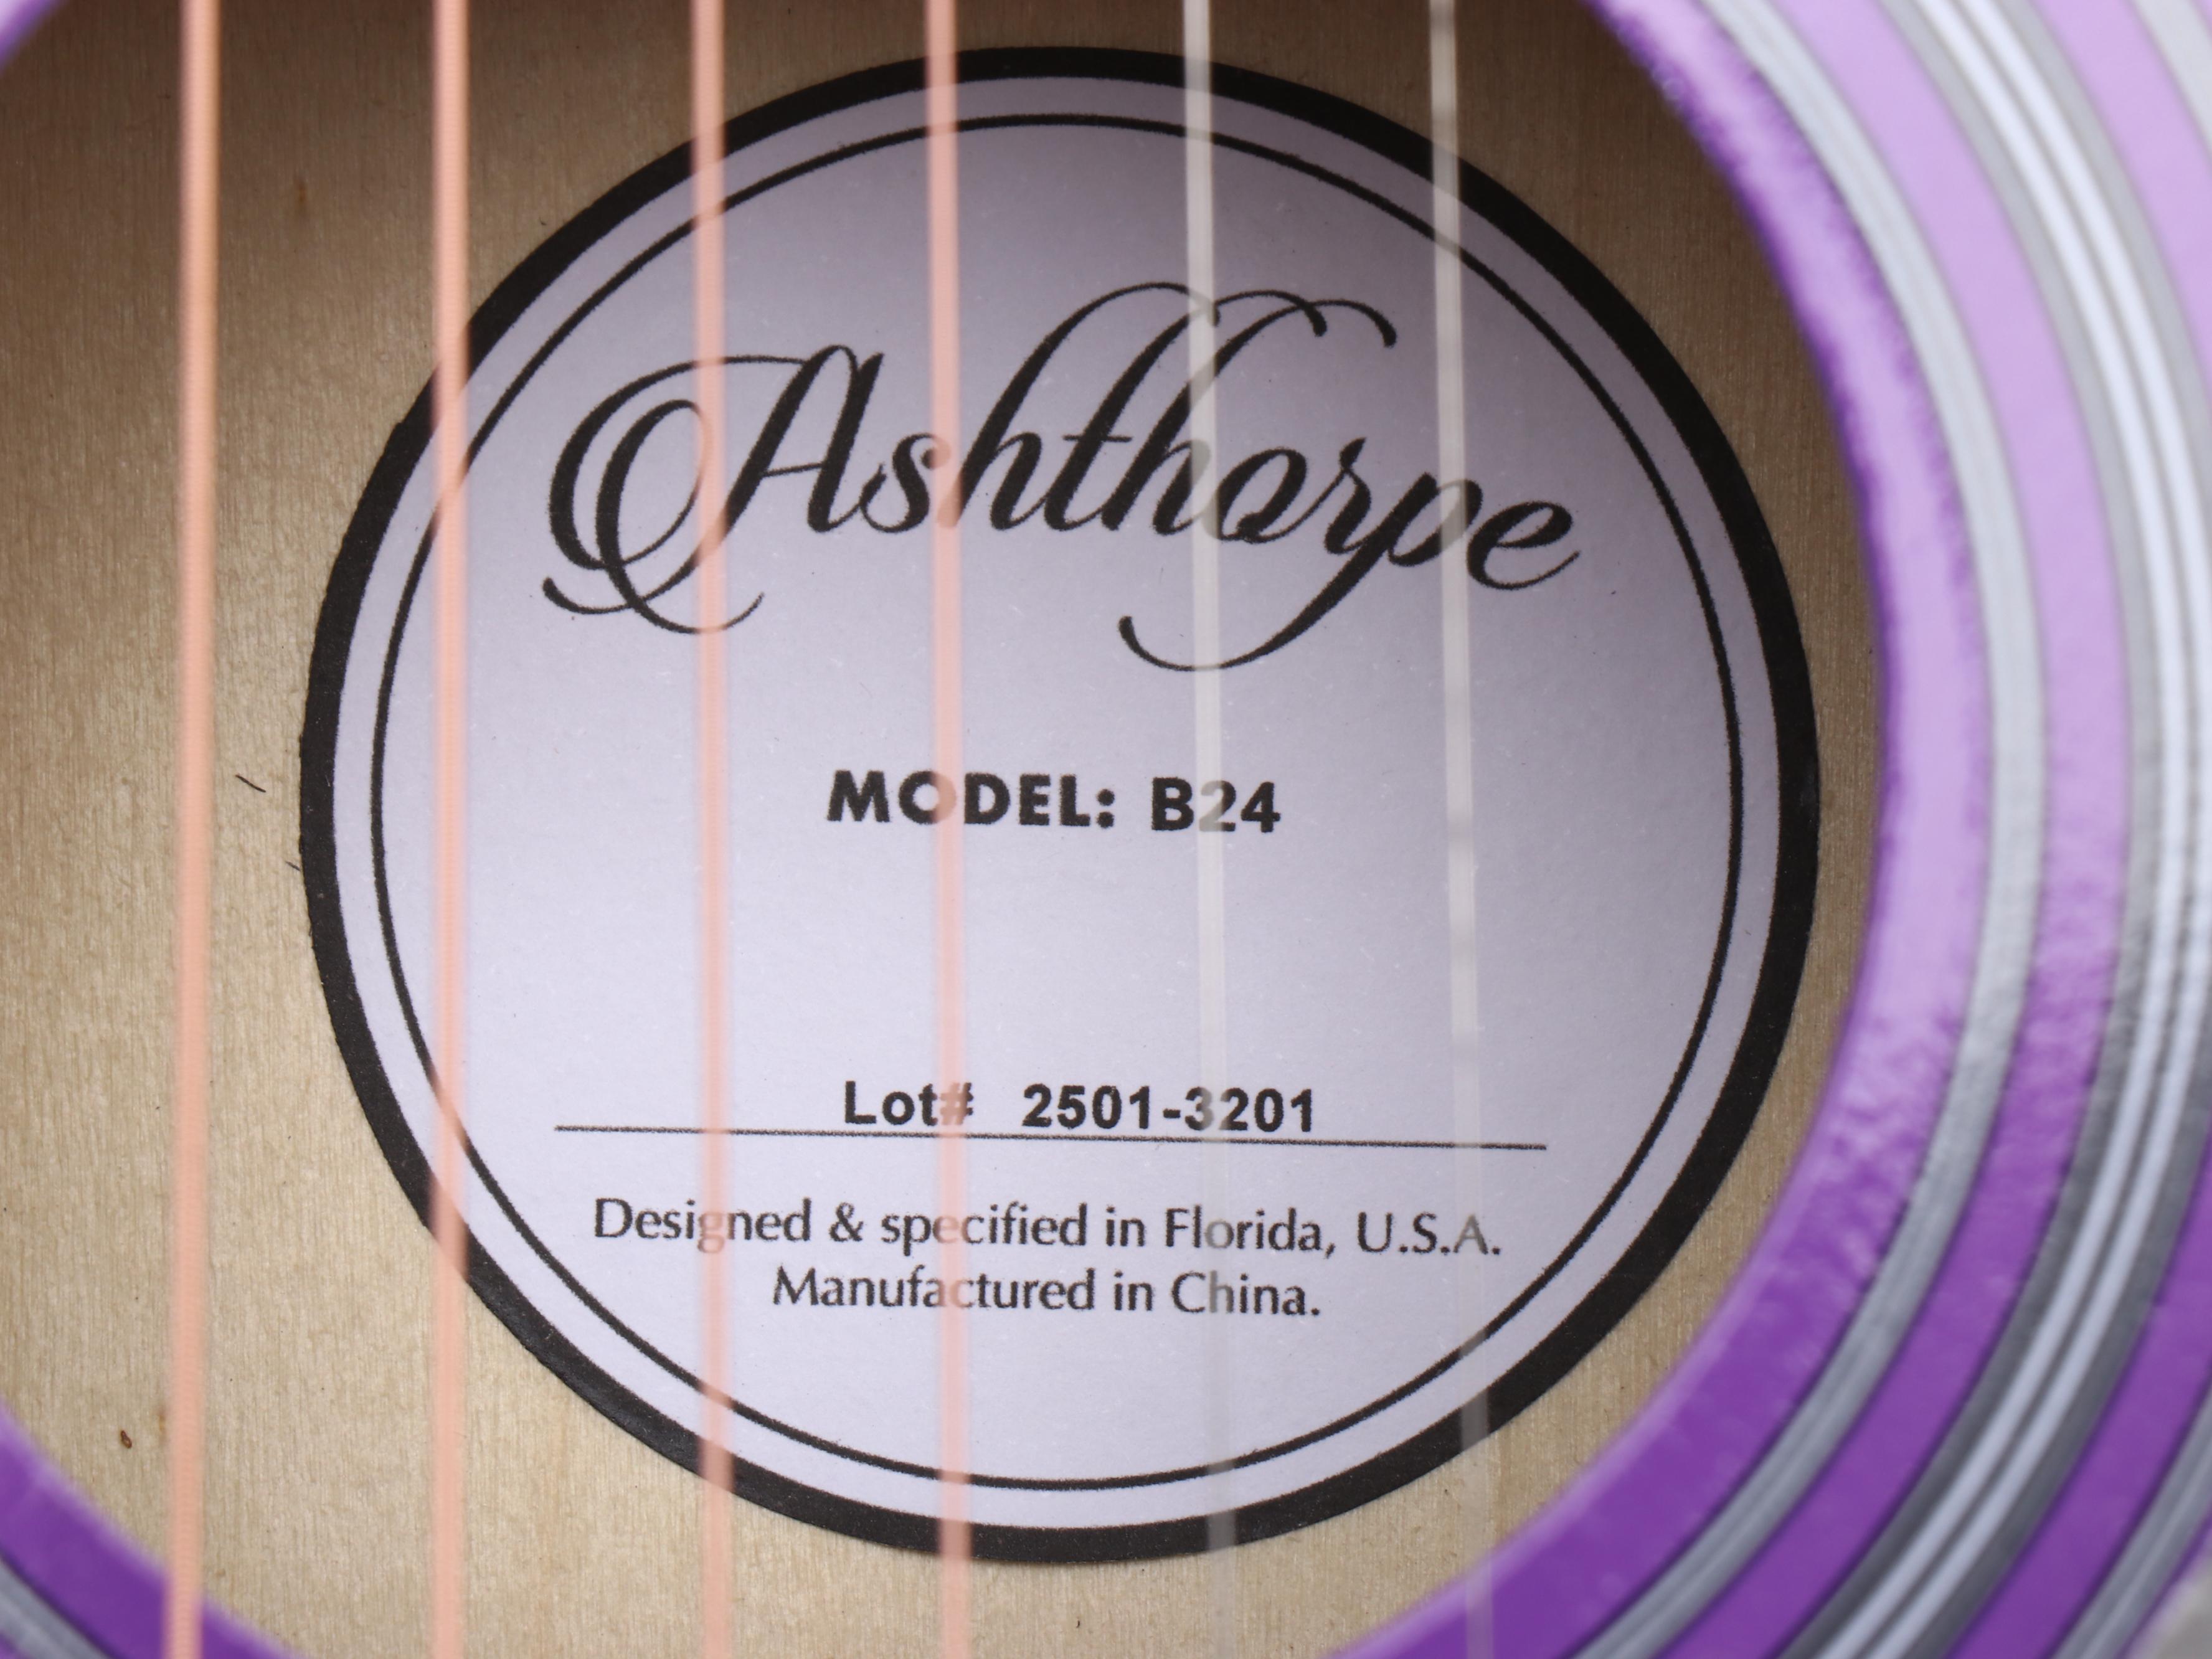 Ashthorpe
MODEL: B24
Lot# 2501-3201
Designed & specified in Florida, U.S.A.
Manufactured in China.